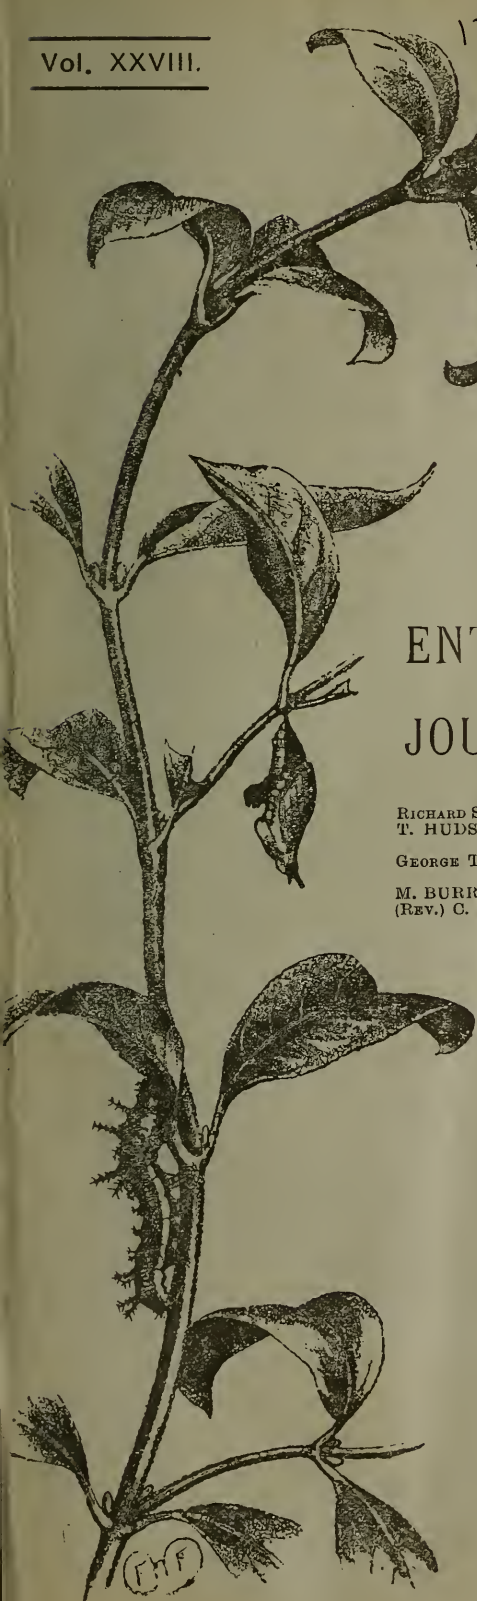 Vol. XXVIII.
ENT
JOU
RICHARD S
T. HUDS
GEORGE T
M. BURR
(REV.) C.